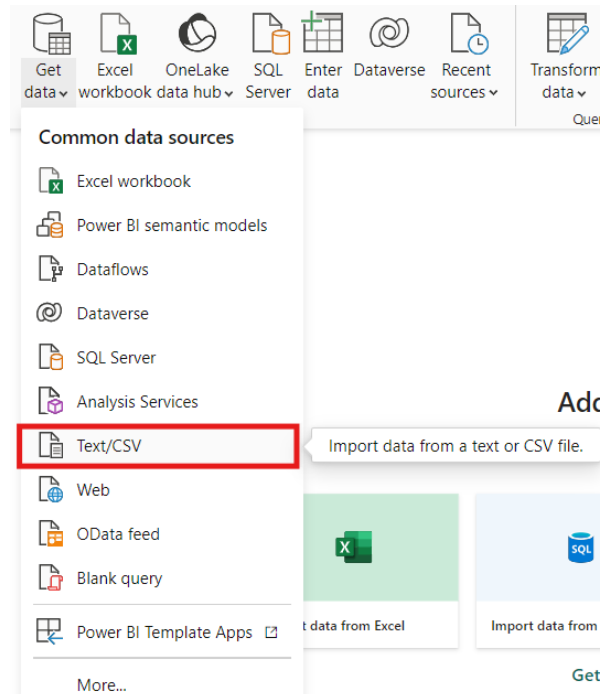 Get data
Excel workbook
OneLake data hub
SQL Server
Enter data
Dataverse
Recent sources
Transform data
Quer
Common data sources
Excel workbook
Power BI semantic models
Dataflows
Dataverse
SQL Server
Analysis Services
Add
Text/CSV
Import data from a text or CSV file.
Web
OData feed
X
SQL
Blank query
Power BI Template Apps
t data from Excel
Import data from
More...
Get